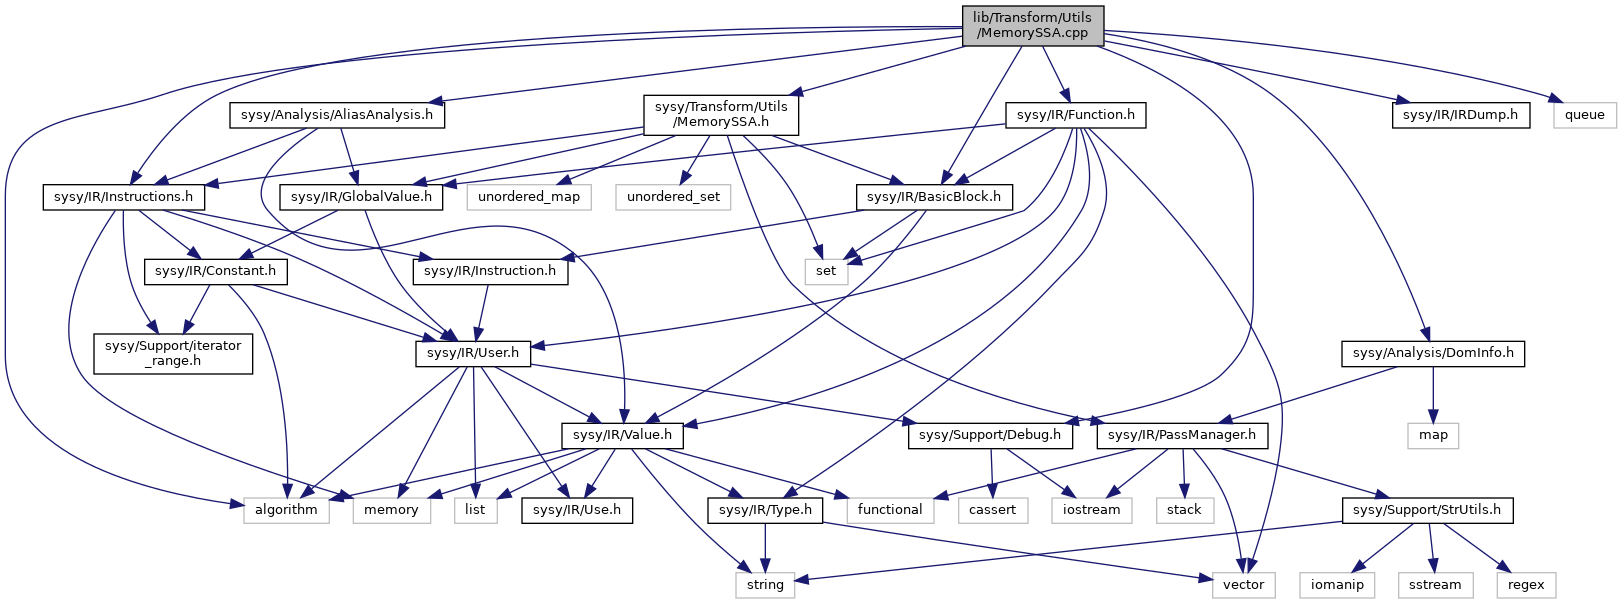 lib/Transform/Utils
/MemorySSA.cpp
sysy/Analysis/AliasAnalysis.h
sysy/Transform/Utils
/MemorySSA.h
sysy/IR/Function.h
sysy/IR/IRDump.h
queue
sysy/IR/Instructions.h
sysy/IR/GlobalValue.h
unordered_map
unordered_set
sysy/IR/BasicBlock.h
sysy/IR/Constant.h
sysy/IR/Instruction.h
set
sysy/Support/iterator
_range.h
sysy/IR/User.h
sysy/Analysis/DomInfo.h
sysy/IR/Value.h
sysy/Support/Debug.h
sysy/IR/PassManager.h
map
algorithm
memory
list
sysy/IR/Use.h
sysy/IR/Type.h
functional
cassert
iostream
stack
sysy/Support/StrUtils.h
string
vector
iomanip
sstream
regex